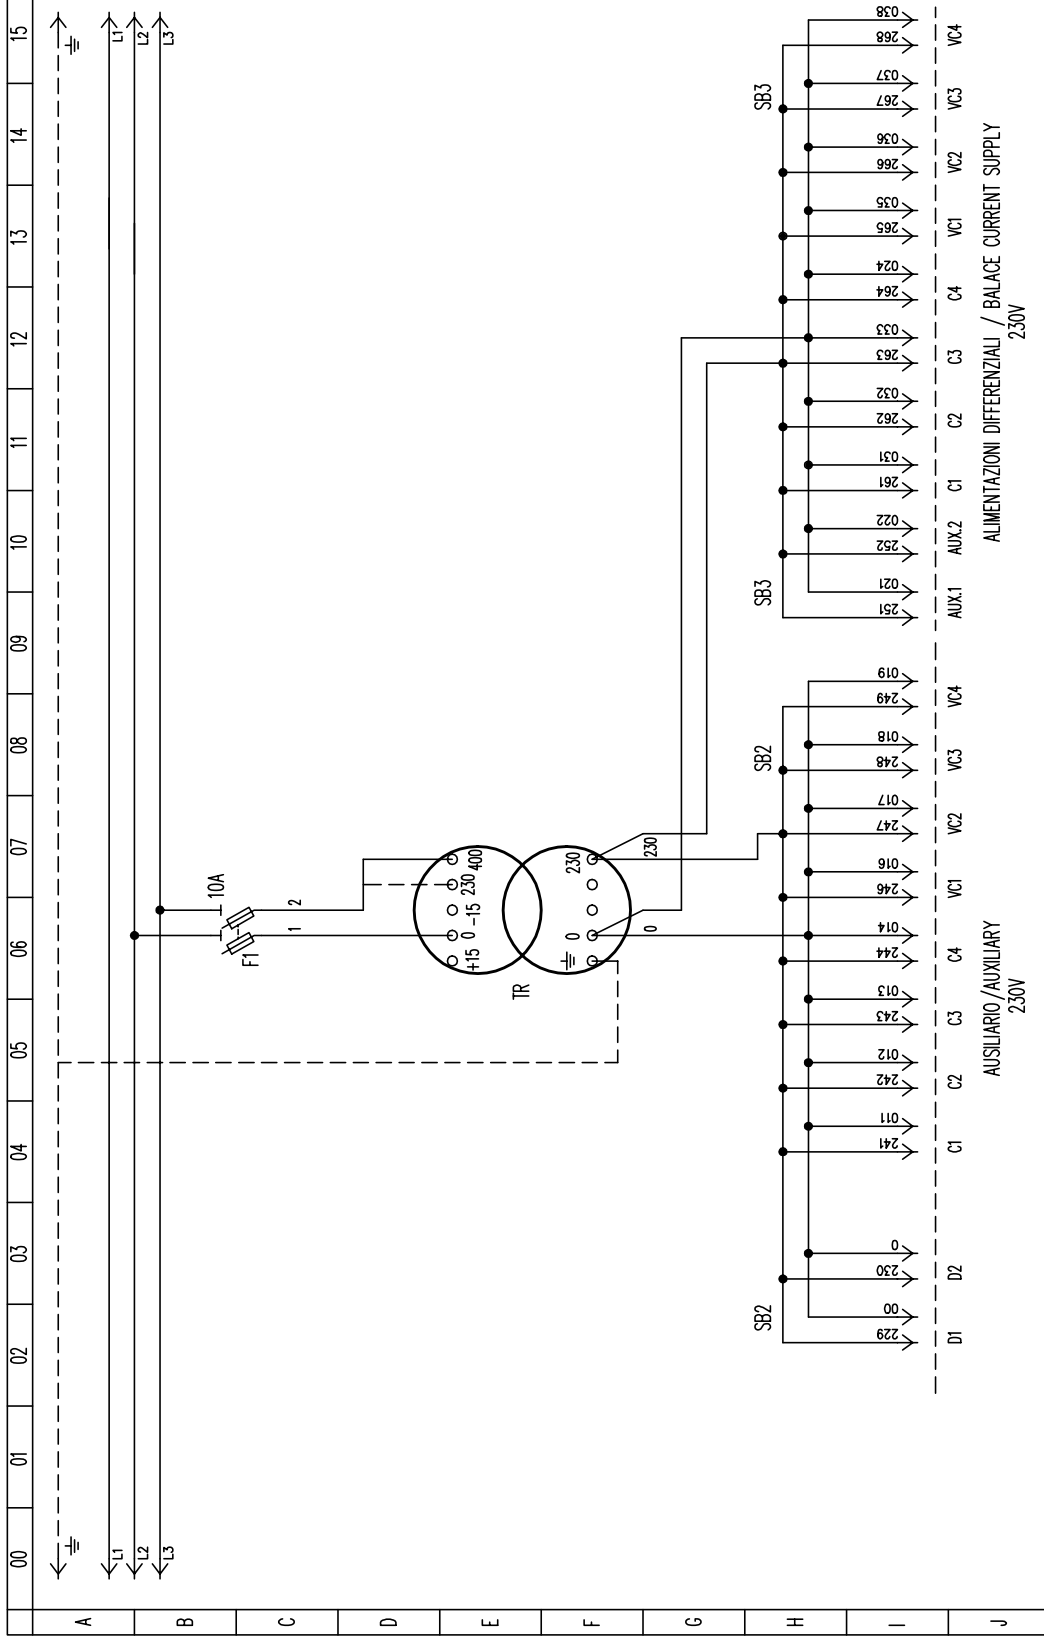 00 01 02 03 04 05 06 07 08 09 10 11 12 13 14 15
A
L1 L1
L2 L2
B
L3 L3
F1 10A
C
1 2
D
E
+15 0 -15 230 400
TR
F
0 230
G
0 230
H
SB2 SB2 SB3 SB3
I
229 00 230 0 241 011 242 012 243 013 244 014 246 016 247 017 248 018 249 019 251 021 252 022 261 031 262 032 263 033 264 024 265 035 266 036 267 037 268 038
J
D1 D2 C1 C2 C3 C4 VC1 VC2 VC3 VC4 AUX.1 AUX.2 C1 C2 C3 C4 VC1 VC2 VC3 VC4
AUSILIARIO/AUXILIARY
230V
ALIMENTAZIONI DIFFERENZIALI / BALACE CURRENT SUPPLY
230V